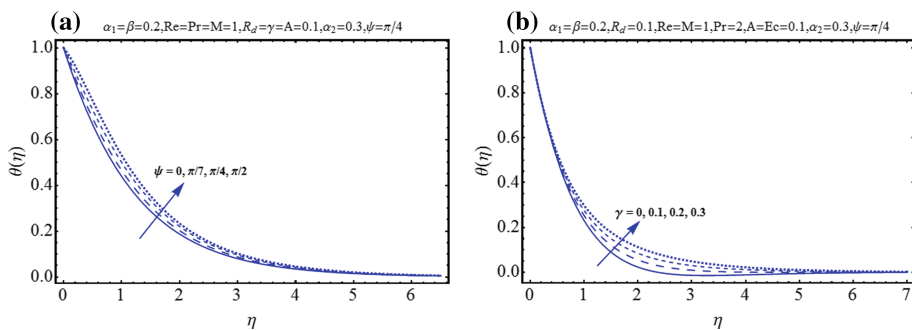 (a)
α₁=β=0.2,Re=Pr=M=1,R_d=γ=A=0.1,α₂=0.3,ψ=π/4
1.0
0.8
0.6
0.4
0.2
0.0
θ(η)
ψ = 0, π/7, π/4, π/2
0 1 2 3 4 5 6
η
(b)
α₁=β=0.2,R_d=0.1,Re=M=1,Pr=2,A=Ec=0.1,α₂=0.3,ψ=π/4
1.0
0.8
0.6
0.4
0.2
0.0
θ(η)
γ = 0, 0.1, 0.2, 0.3
0 1 2 3 4 5 6 7
η